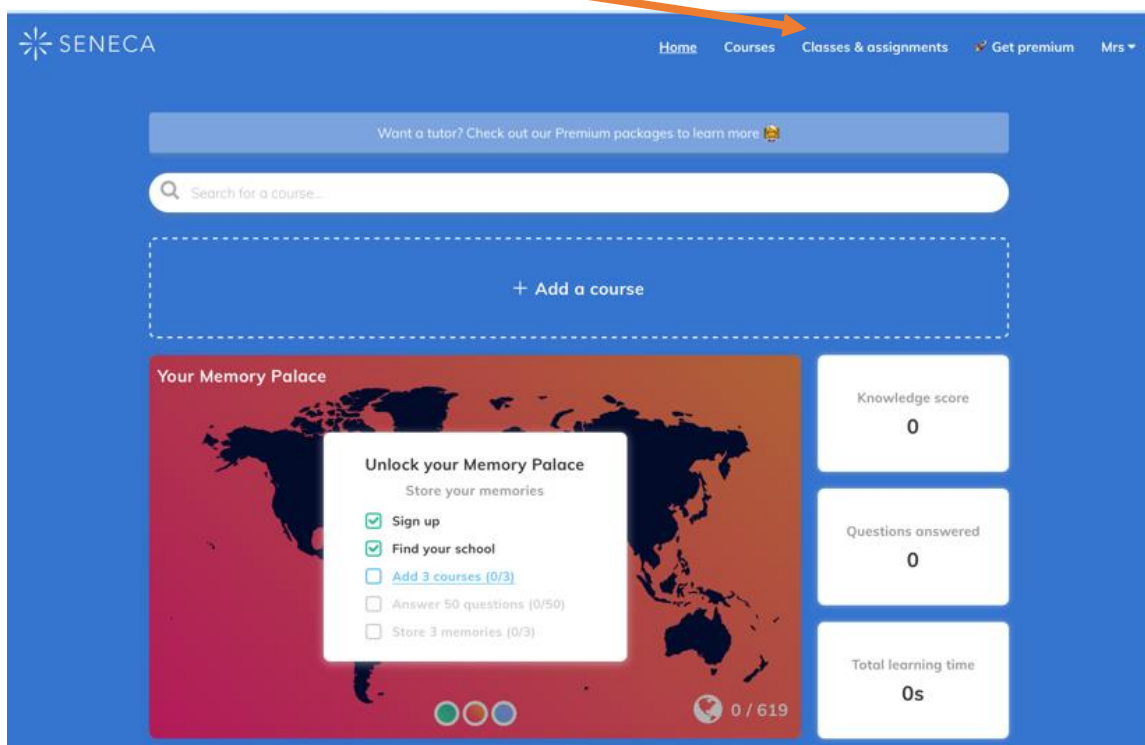 SENECA
Home Courses Classes & assignments Get premium Mrs
Want a tutor? Check out our Premium packages to learn more
Search for a course...
+ Add a course
Your Memory Palace
Unlock your Memory Palace
Store your memories
Sign up
Find your school
Add 3 courses (0/3)
Answer 50 questions (0/50)
Store 3 memories (0/3)
0 / 619
Knowledge score
0
Questions answered
0
Total learning time
0s